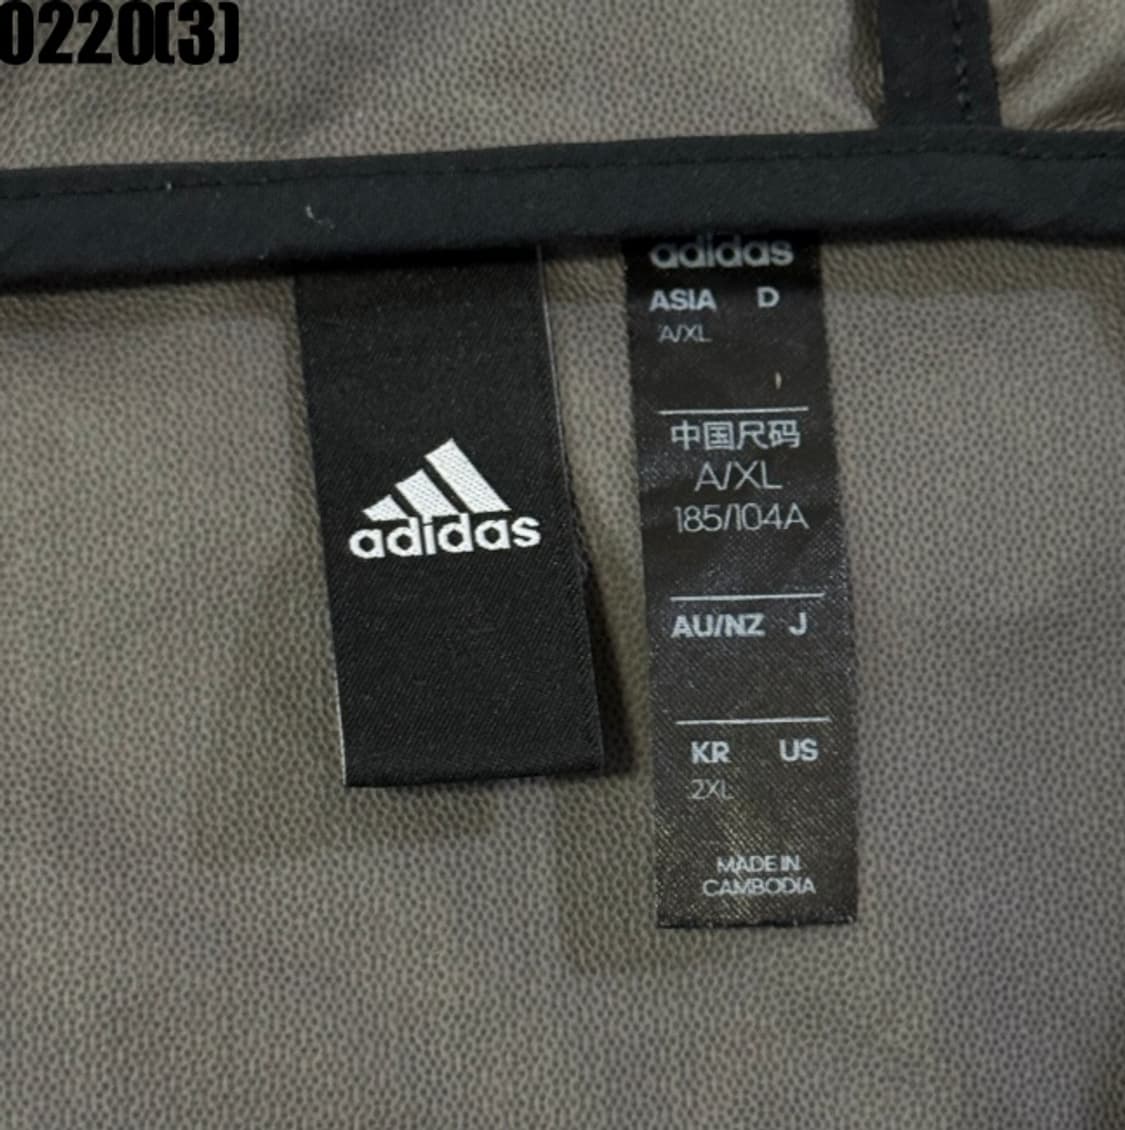 0220(3)
adidas
adidas
ASIA D
A/XL
中国尺码
A/XL
185/104A
AU/NZ J
KR US
2XL
MADE IN
CAMBODIA